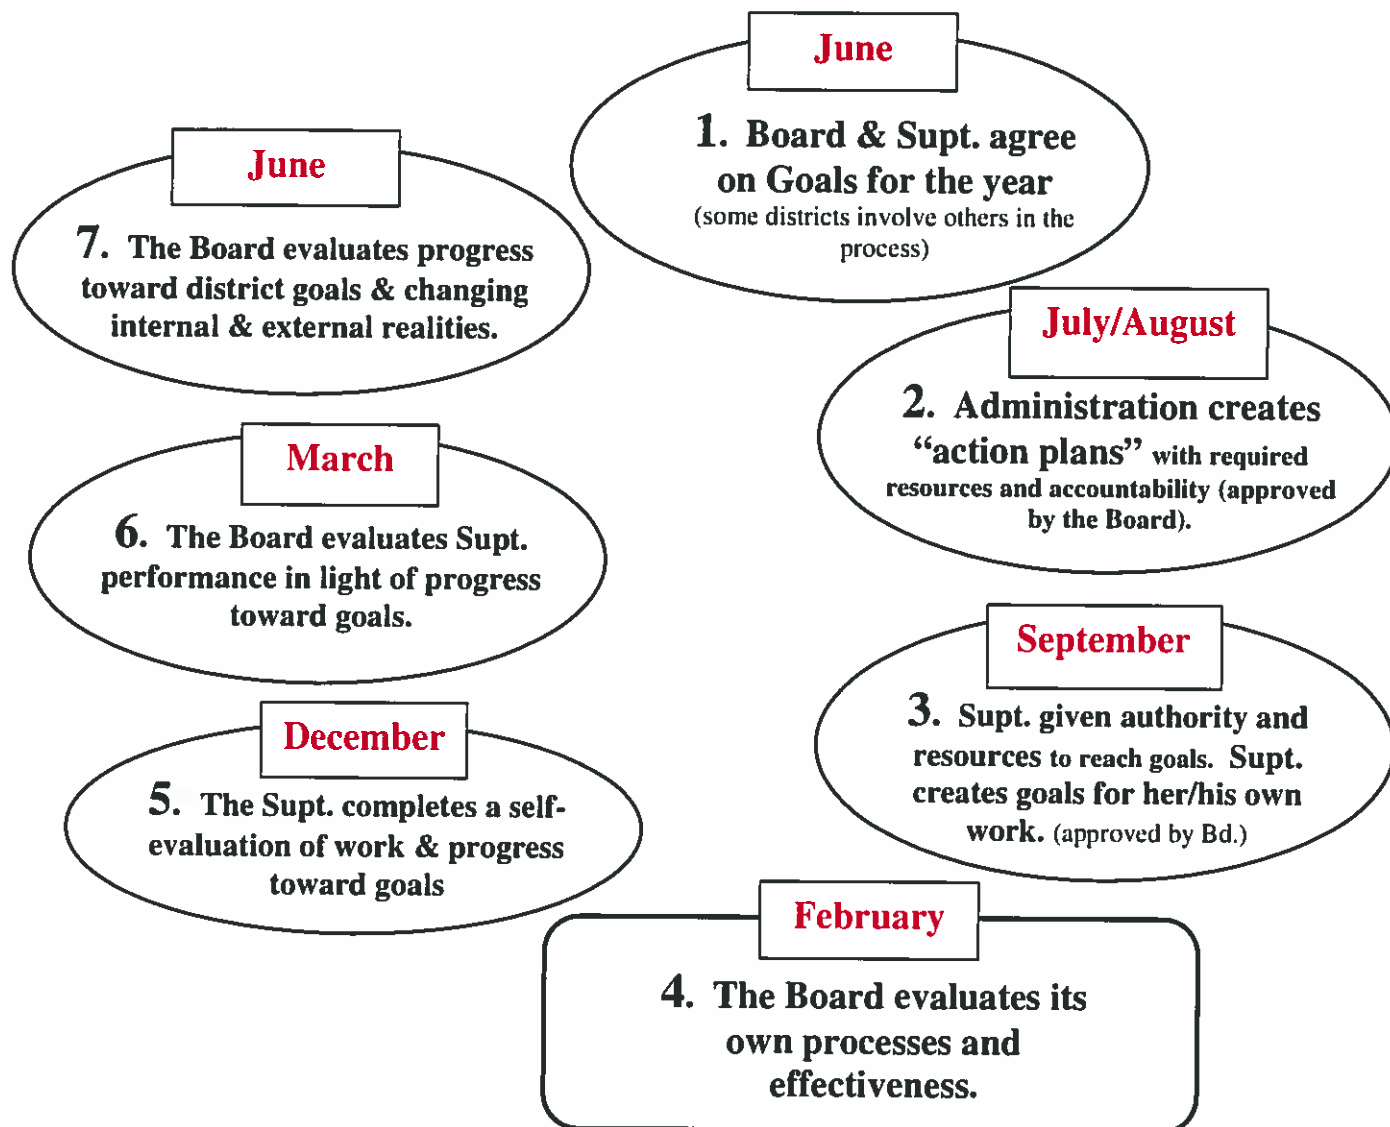 June
1. Board & Supt. agree
on Goals for the year
(some districts involve others in the
process)
July/August
2. Administration creates
“action plans” with required
resources and accountability (approved
by the Board).
September
3. Supt. given authority and
resources to reach goals. Supt.
creates goals for her/his own
work. (approved by Bd.)
February
4. The Board evaluates its
own processes and
effectiveness.
December
5. The Supt. completes a self-
evaluation of work & progress
toward goals
March
6. The Board evaluates Supt.
performance in light of progress
toward goals.
June
7. The Board evaluates progress
toward district goals & changing
internal & external realities.